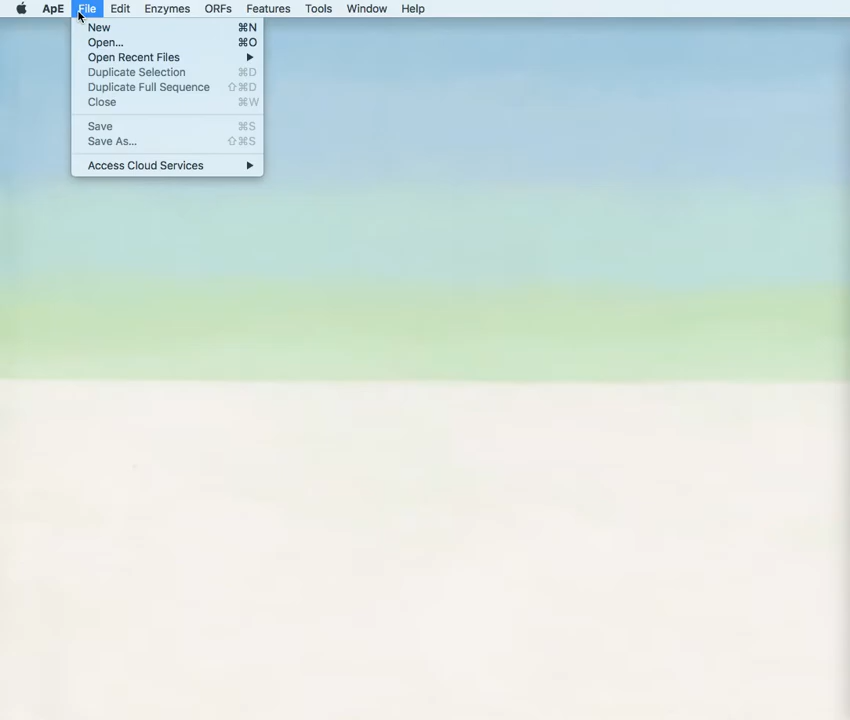 ApE File Edit Enzymes ORFs Features Tools Window Help
New ⌘N
Open... ⌘O
Open Recent Files
Duplicate Selection ⌘D
Duplicate Full Sequence ⇧⌘D
Close ⌘W
Save ⌘S
Save As... ⇧⌘S
Access Cloud Services